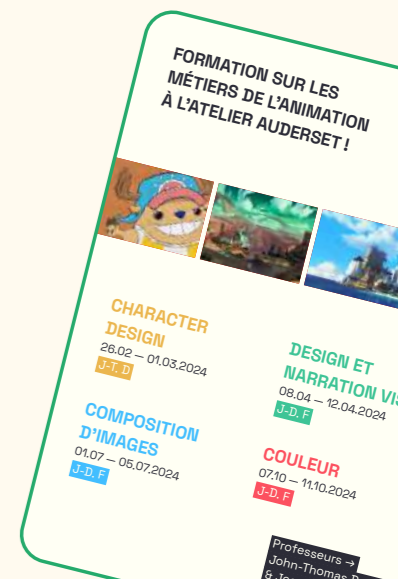 FORMATION SUR LES
MÉTIERS DE L'ANIMATION
À L'ATELIER AUDERSET !
CHARACTER
DESIGN
26.02 — 01.03.2024
J-T, D
DESIGN ET
NARRATION
08.04 — 12.04.2024
J-D, F
COMPOSITION
D'IMAGES
01.07 — 05.07.2024
J-D, F
COULEUR
07.10 — 11.10.2024
J-D, F
Professeurs →
John-Thomas
&